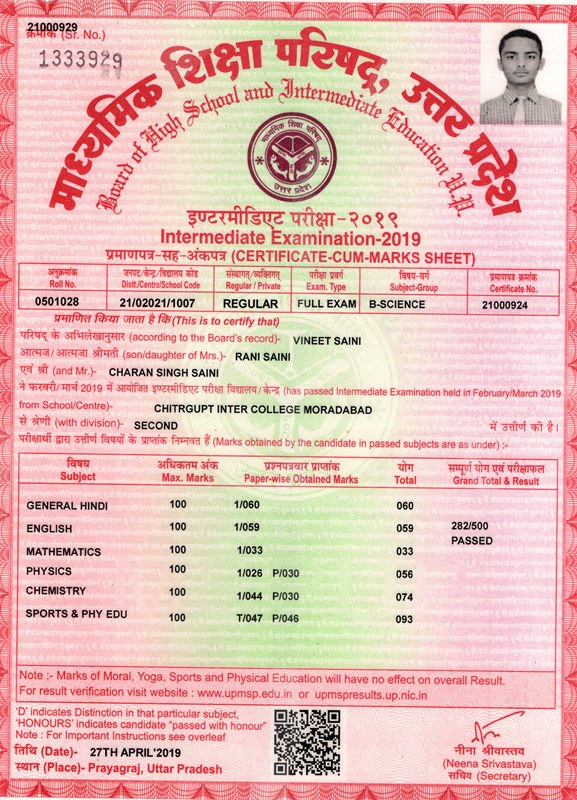 21000929
क्रमांक (Sr. No.)
1333929
माध्यमिक शिक्षा परिषद, उत्तर प्रदेश
Board of High School and Intermediate Education U.P.
माध्यमिक शिक्षा परिषद्
उत्तर प्रदेश
इण्टरमीडिएट परीक्षा-२०१९
Intermediate Examination-2019
प्रमाणपत्र-सह-अंकपत्र (CERTIFICATE-CUM-MARKS SHEET)
अनुक्रमांक जनपद/केन्द्र/विद्यालय कोड संस्थागत/व्यक्तिगत परीक्षा प्रवर्ग विषय-वर्ग प्रमाणपत्र क्रमांक
Roll No. Distt./Centre/School Code Regular / Private Exam. Type Subject-Group Certificate No.
0501028 21/02021/1007 REGULAR FULL EXAM B-SCIENCE 21000924
प्रमाणित किया जाता है कि (This is to certify that)
परिषद के अभिलेखानुसार (according to the Board's record)- VINEET SAINI
आत्मज/आत्मजा श्रीमती (son/daughter of Mrs.)- RANI SAINI
एवं श्री (and Mr.)- CHARAN SINGH SAINI
ने फरवरी/मार्च 2019 में आयोजित इण्टरमीडिएट परीक्षा विद्यालय/केन्द्र (has passed Intermediate Examination held in February/March 2019
from School/Centre)- CHITRGUPT INTER COLLEGE MORADABAD
से श्रेणी (with division)- SECOND में उत्तीर्ण की है।
परीक्षार्थी द्वारा उत्तीर्ण विषयों के प्राप्तांक निम्नवत हैं (Marks obtained by the candidate in passed subjects are as under) :-
विषय अधिकतम अंक प्रश्नपत्रवार प्राप्तांक योग सम्पूर्ण योग एवं परीक्षाफल
Subject Max. Marks Paper-wise Obtained Marks Total Grand Total & Result
GENERAL HINDI 100 1/060 060
ENGLISH 100 1/059 059 282/500
PASSED
MATHEMATICS 100 1/033 033
PHYSICS 100 1/026 P/030 056
CHEMISTRY 100 1/044 P/030 074
SPORTS & PHY EDU 100 T/047 P/046 093
Note :- Marks of Moral, Yoga, Sports and Physical Education will have no effect on overall Result.
For result verification visit website : www.upmsp.edu.in or upmspresults.up.nic.in
'D' indicates Distinction in that particular subject,
'HONOURS' indicates candidate "passed with honour"
Note : For Important Instructions see overleaf
तिथि (Date)- 27TH APRIL'2019
स्थान (Place)- Prayagraj, Uttar Pradesh
नीना श्रीवास्तव
(Neena Srivastava)
सचिव (Secretary)